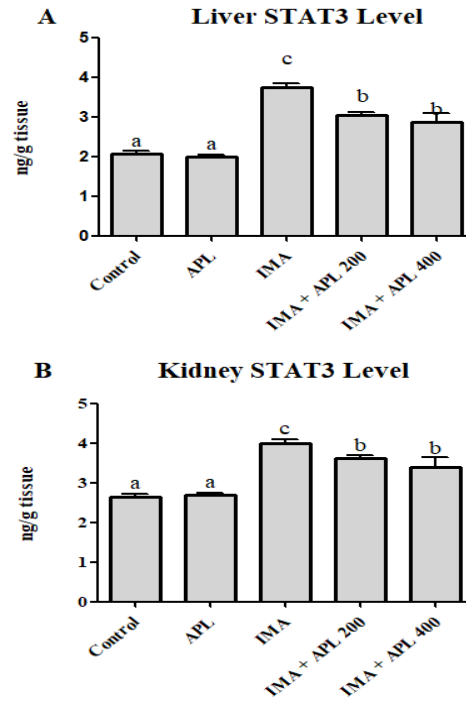 A Liver STAT3 Level
ng/g tissue
5
4
3
2
1
0
a
a
c
b
b
Control
APL
IMA
IMA + APL 200
IMA + APL 400
B Kidney STAT3 Level
ng/g tissue
5
4
3
2
1
0
a
a
c
b
b
Control
APL
IMA
IMA + APL 200
IMA + APL 400